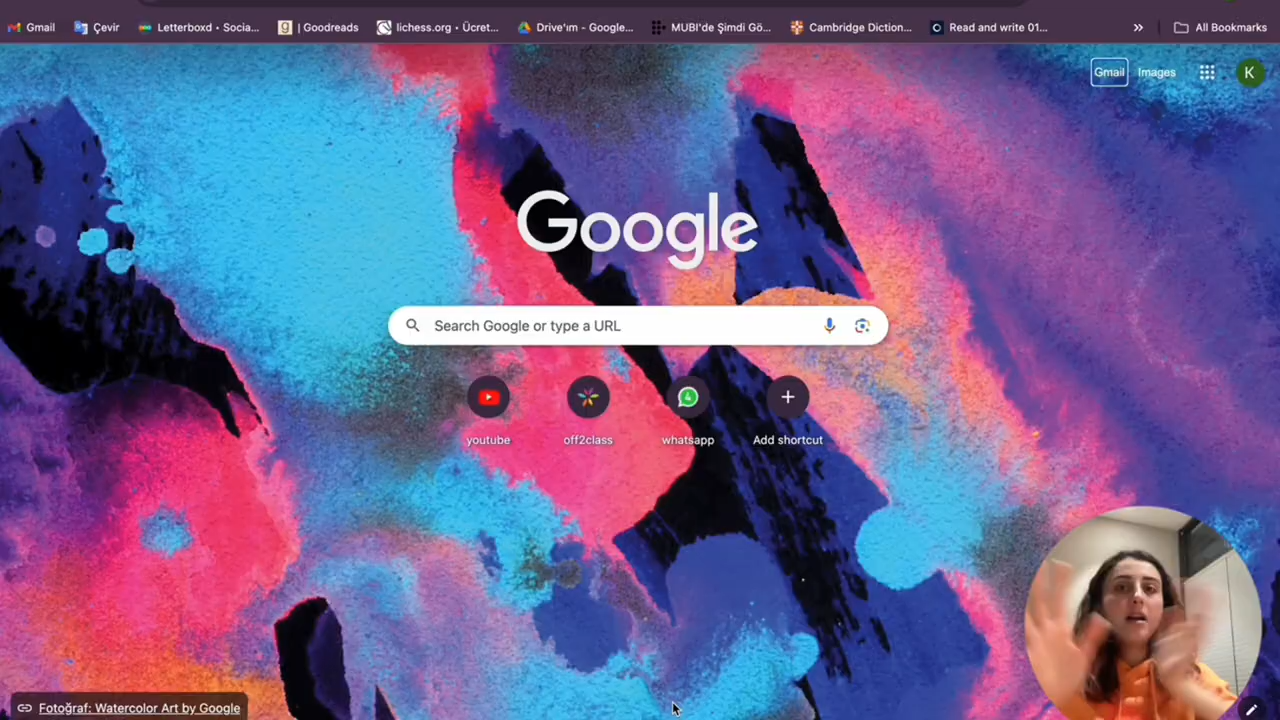 Gmail Çevir Letterboxd • Socia... | Goodreads lichess.org • Ücret... Drive'ım - Google... MUBI'de Şimdi Gö... Cambridge Diction... Read and write 01... » All Bookmarks
Gmail Images K
Google
Search Google or type a URL
youtube off2class whatsapp Add shortcut
Fotoğraf: Watercolor Art by Google